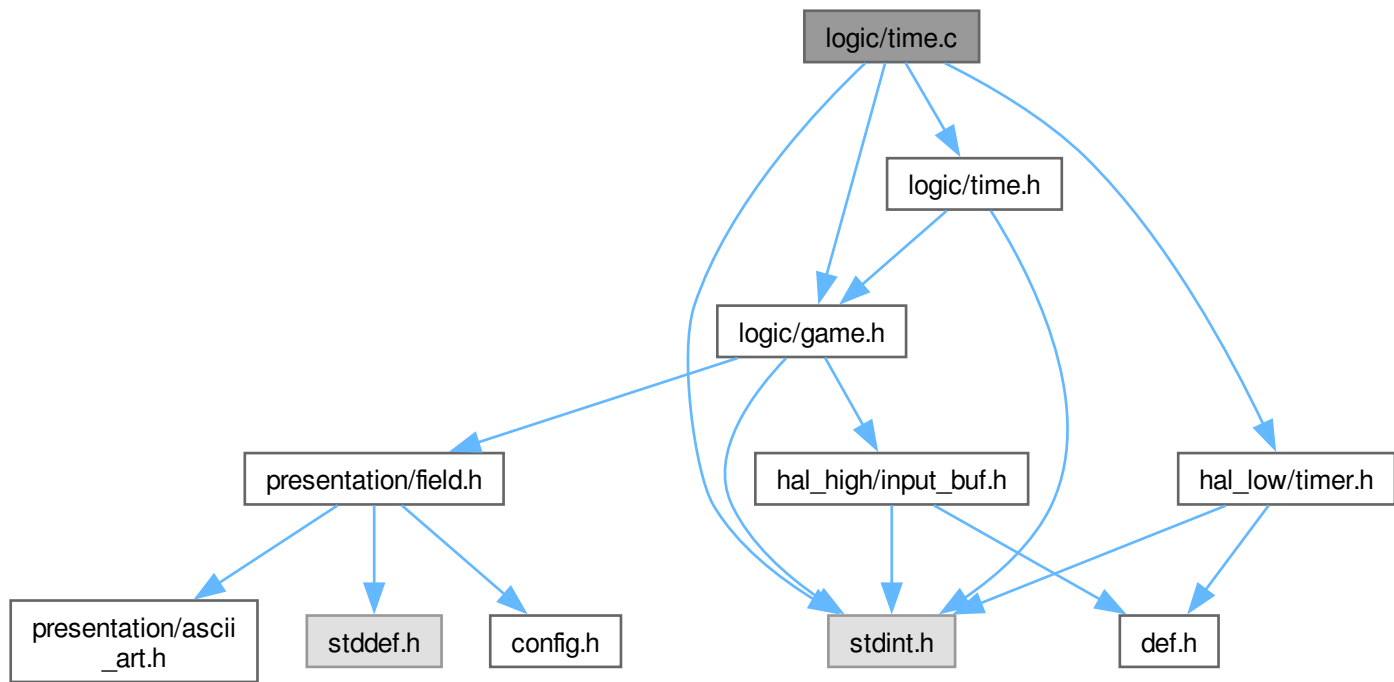 logic/time.c
logic/time.h
logic/game.h
presentation/field.h
hal_high/input_buf.h
hal_low/timer.h
presentation/ascii
_art.h
stddef.h
config.h
stdint.h
def.h